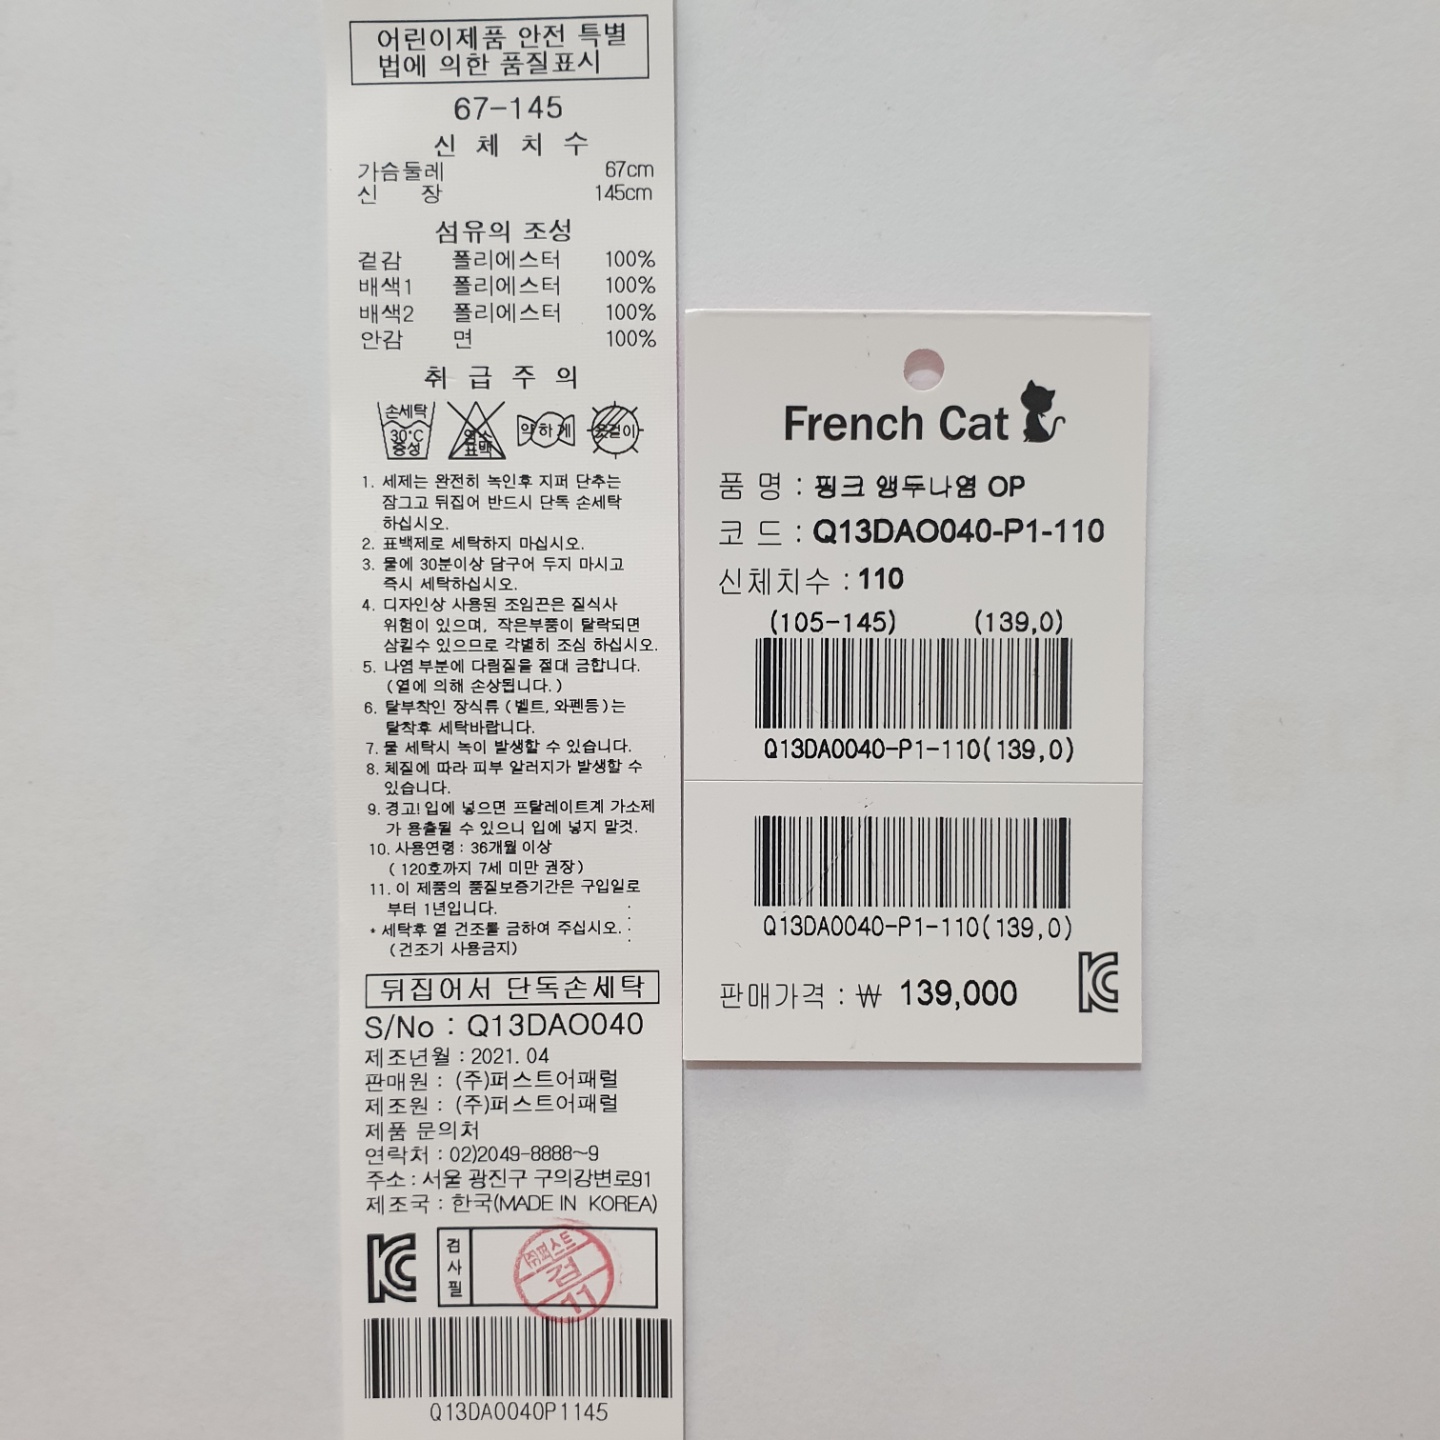 어린이제품 안전 특별
법에 의한 품질표시
67-145
신 체 치 수
가슴둘레 67cm
신 장 145cm
섬유의 조성
겉감 폴리에스터 100%
배색1 폴리에스터 100%
배색2 폴리에스터 100%
안감 면 100%
취 급 주 의
손세탁 30°C 중성
염소 표백
약하게
옷걸이
1. 세제는 완전히 녹인후 지퍼 단추는
잠그고 뒤집어 반드시 단독 손세탁
하십시오.
2. 표백제로 세탁하지 마십시오.
3. 물에 30분이상 담구어 두지 마시고
즉시 세탁하십시오.
4. 디자인상 사용된 조임끈은 질식사
위험이 있으며, 작은부품이 탈락되면
삼킬수 있으므로 각별히 조심 하십시오.
5. 나염 부분에 다림질을 절대 금합니다.
(열에 의해 손상됩니다.)
6. 탈부착인 장식류 (벨트, 와펜등)는
탈착후 세탁바랍니다.
7. 물 세탁시 녹이 발생할 수 있습니다.
8. 체질에 따라 피부 알러지가 발생할 수
있습니다.
9. 경고! 입에 넣으면 프탈레이트계 가소제
가 용출될 수 있으니 입에 넣지 말것.
10. 사용연령 : 36개월 이상
(120호까지 7세 미만 권장)
11. 이 제품의 품질보증기간은 구입일로
부터 1년입니다.
* 세탁후 열 건조를 금하여 주십시오.
(건조기 사용금지)
뒤집어서 단독손세탁
S/No : Q13DAO040
제조년월 : 2021. 04
판매원 : (주)퍼스트어패럴
제조원 : (주)퍼스트어패럴
제품 문의처
연락처 : 02)2049-8888~9
주소 : 서울 광진구 구의강변로91
제조국 : 한국(MADE IN KOREA)
KC
검사필
㈜퍼스트
검
11
Q13DAO040P1145
French Cat
품 명 : 핑크 앵두나염 OP
코 드 : Q13DAO040-P1-110
신체치수 : 110
(105-145) (139,0)
Q13DAO040-P1-110(139,0)
Q13DAO040-P1-110(139,0)
판매가격 : ₩ 139,000
KC